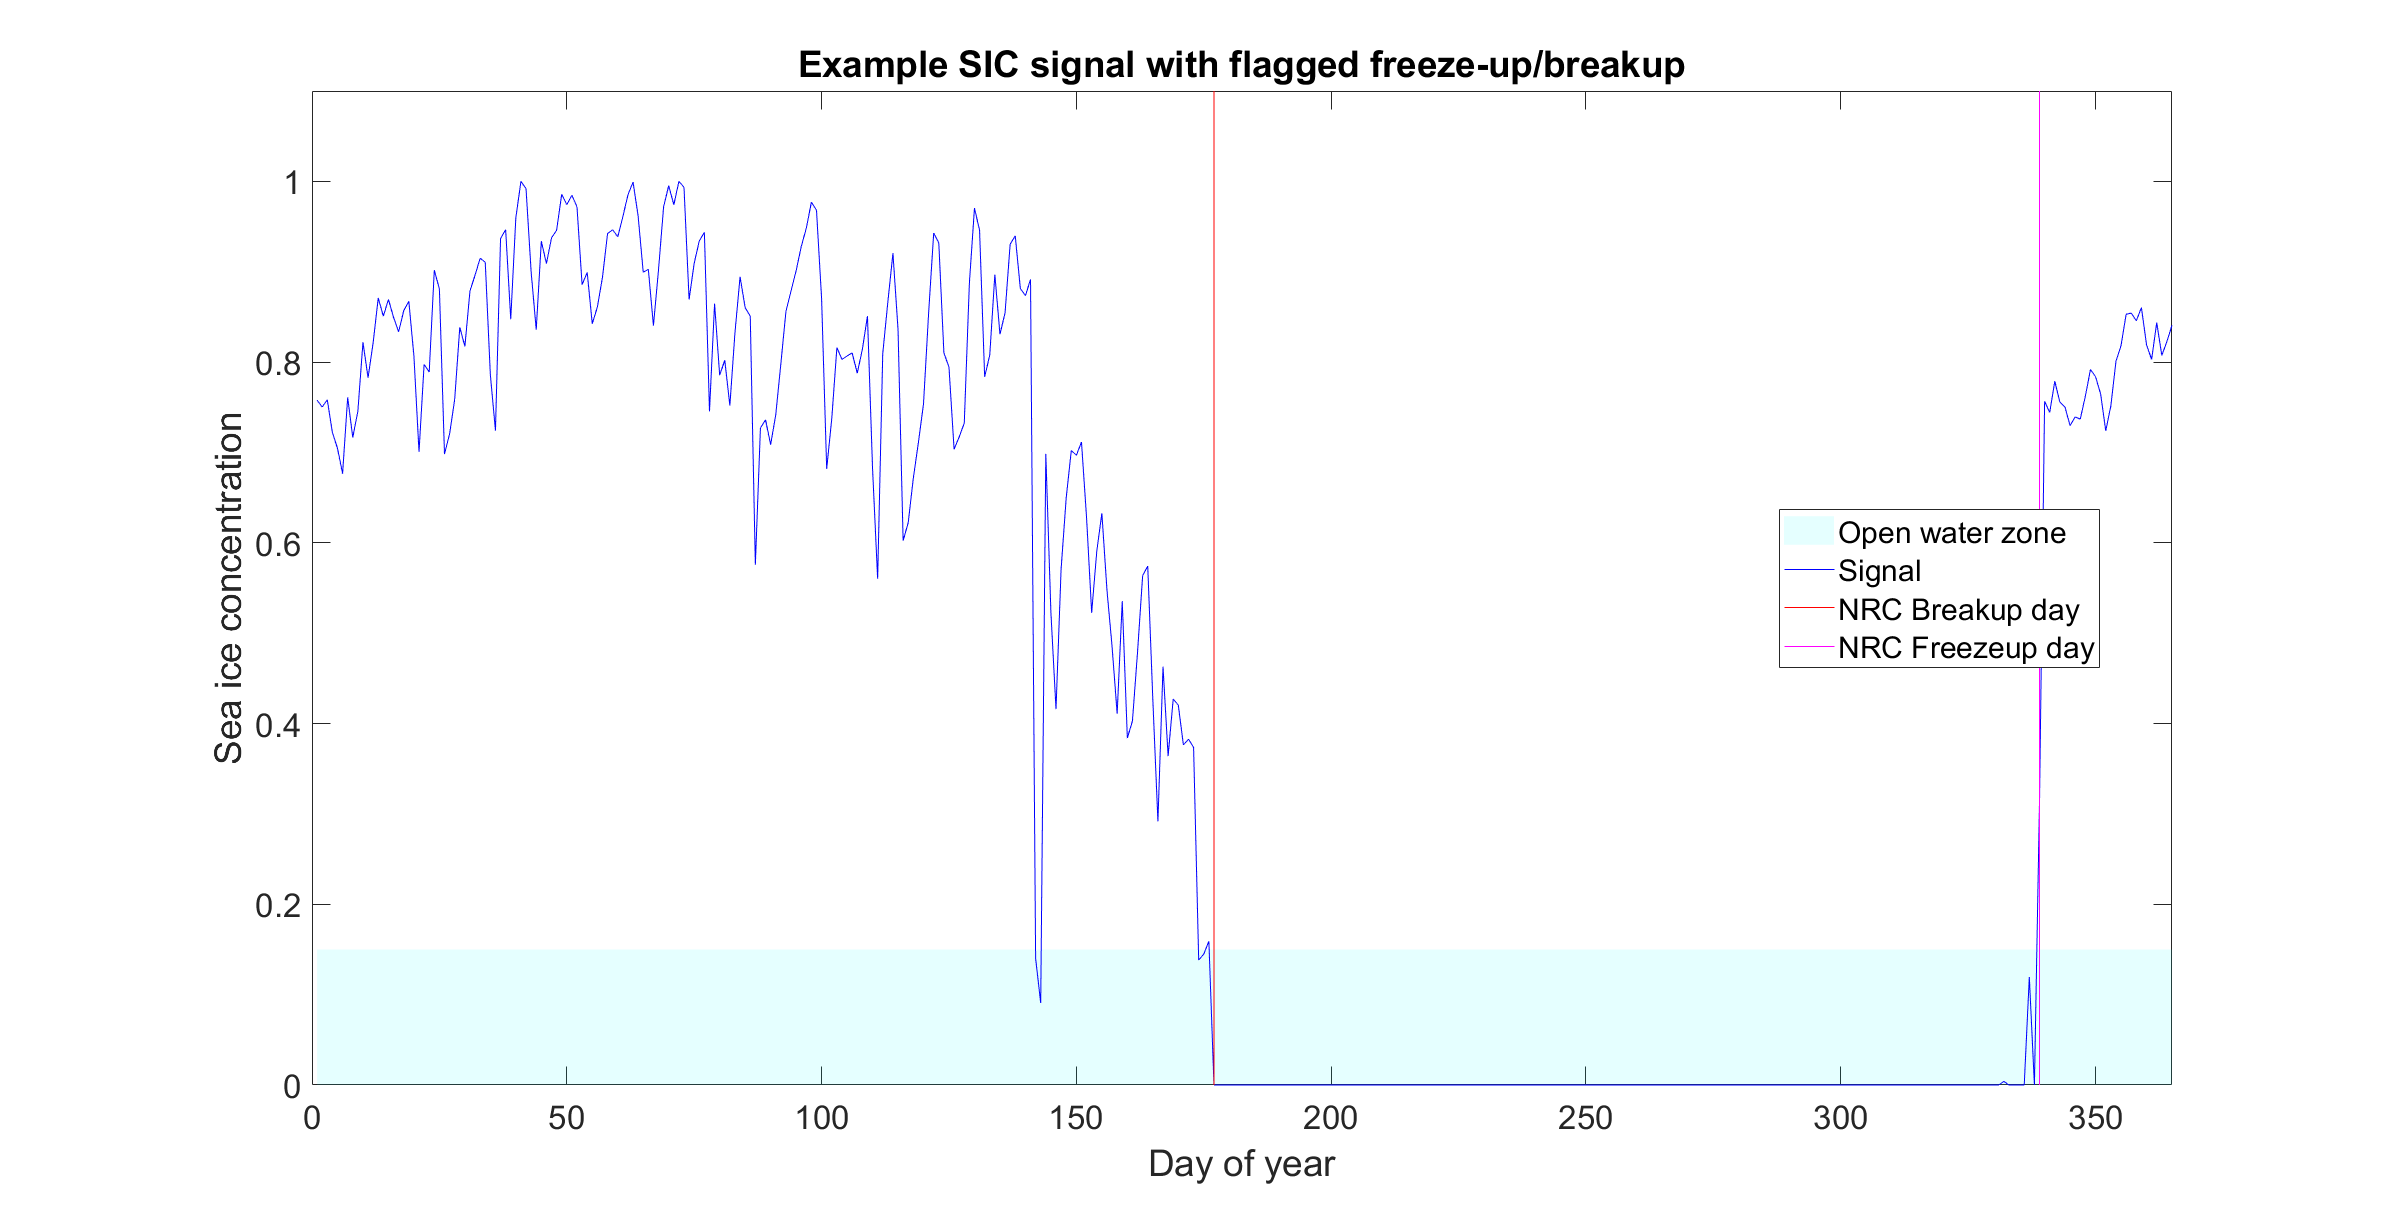 Example SIC signal with flagged freeze-up/breakup
Sea ice concentration
1
0.8
0.6
0.4
0.2
0
0 50 100 150 200 250 300 350
Day of year
Open water zone
Signal
NRC Breakup day
NRC Freezeup day